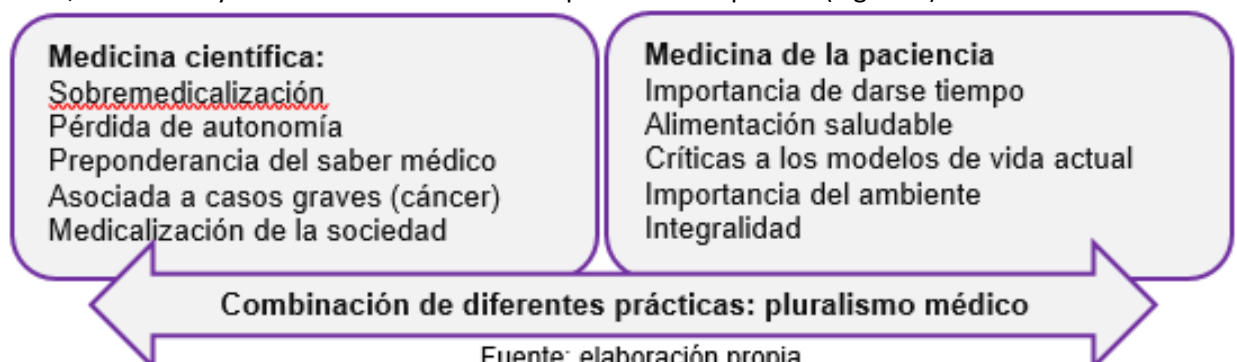 Medicina científica:
Sobremedicalización
Pérdida de autonomía
Preponderancia del saber médico
Asociada a casos graves (cáncer)
Medicalización de la sociedad
Medicina de la paciencia
Importancia de darse tiempo
Alimentación saludable
Críticas a los modelos de vida actual
Importancia del ambiente
Integralidad
Combinación de diferentes prácticas: pluralismo médico
Fuente: elaboración propia